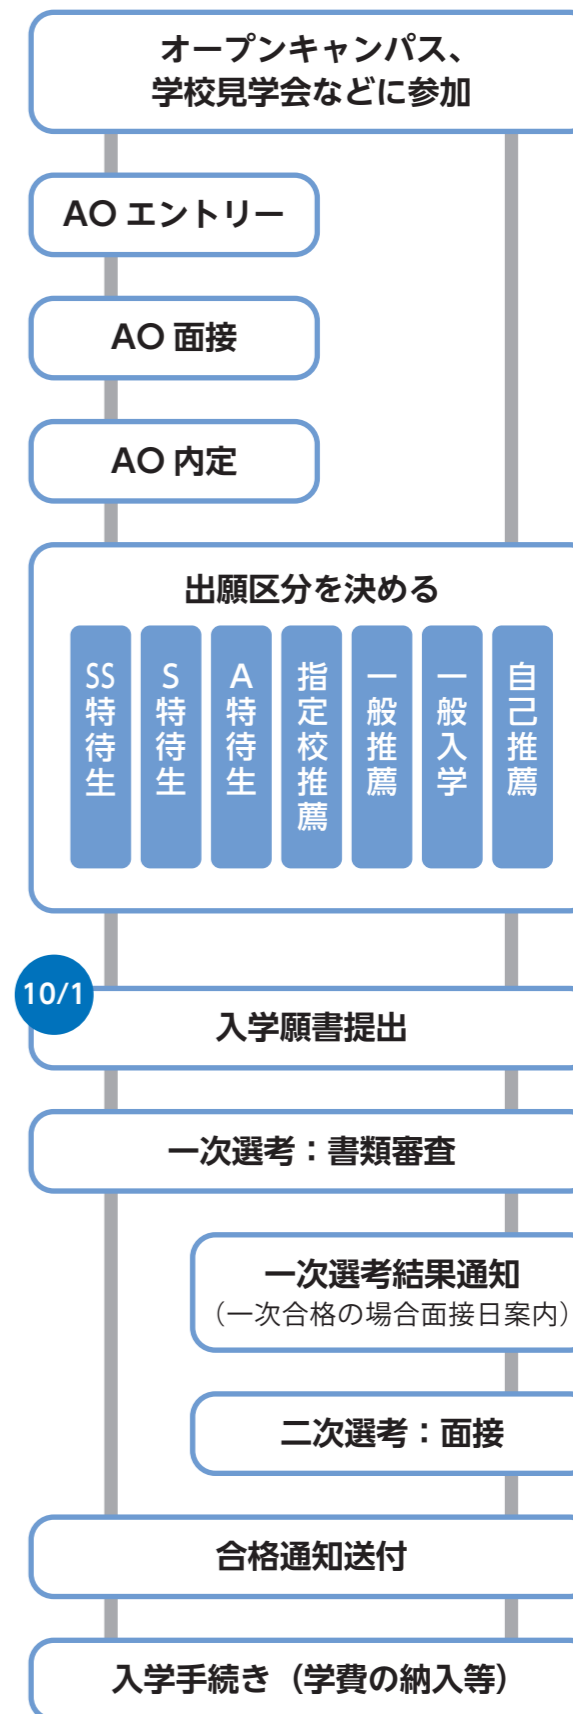 オープンキャンパス、
学校見学会などに参加
AO エントリー
AO 面接
AO 内定
出願区分を決める
SS特待生
S特待生
A特待生
指定校推薦
一般推薦
一般入学
自己推薦
10/1
入学願書提出
一次選考：書類審査
一次選考結果通知
（一次合格の場合面接日案内）
二次選考：面接
合格通知送付
入学手続き（学費の納入等）